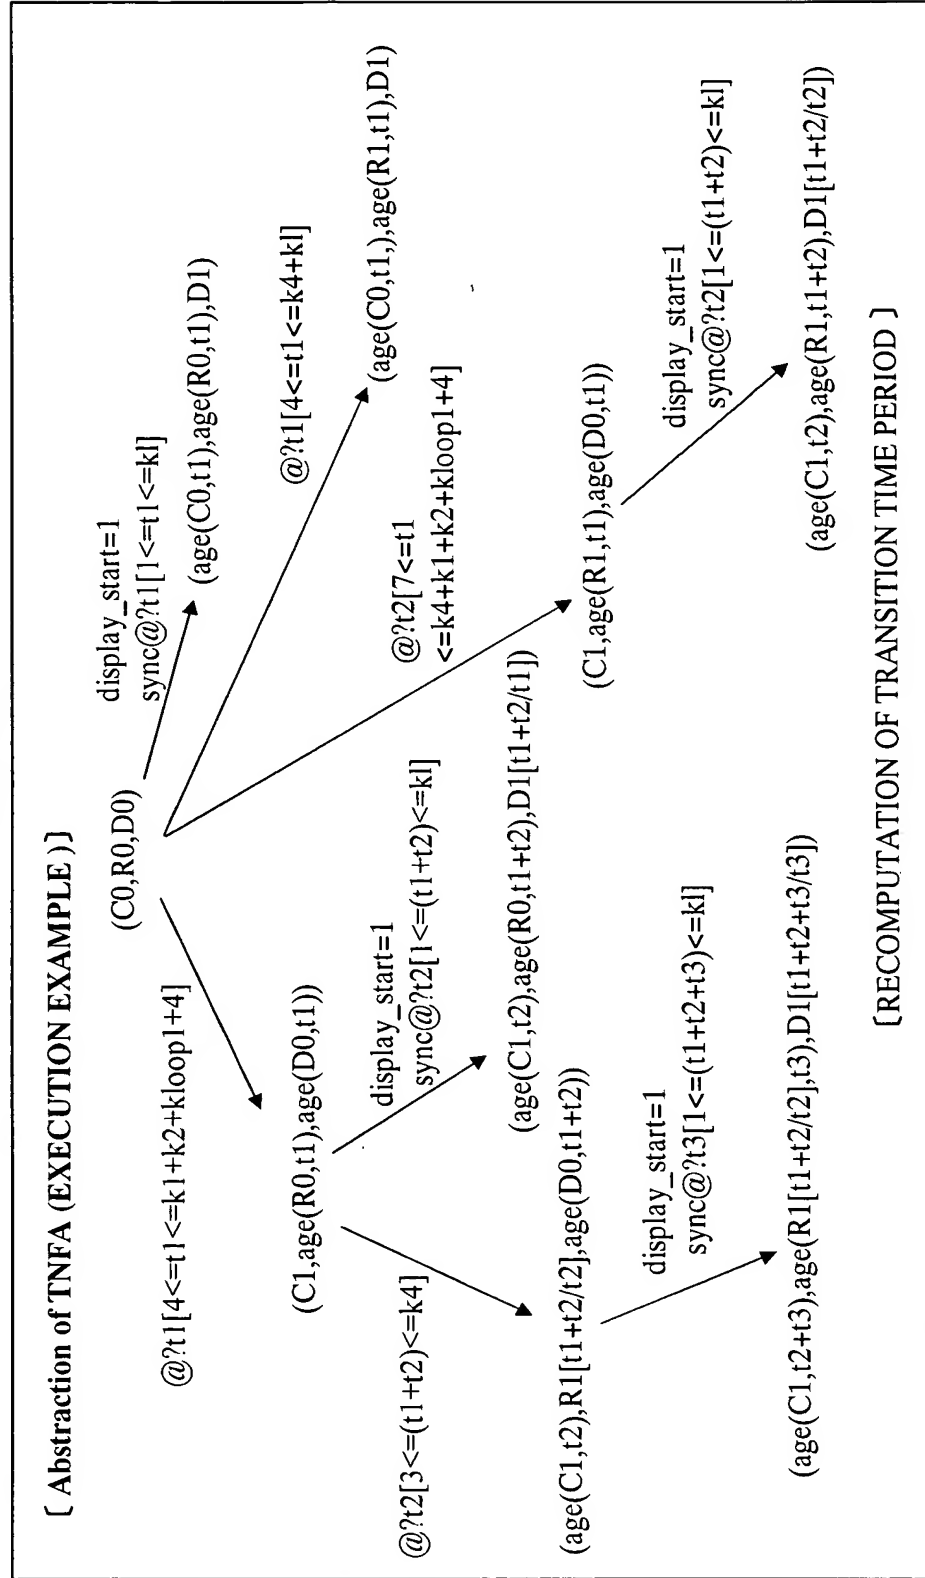 [ Abstraction of TNFA (EXECUTION EXAMPLE )]
(C0,R0,D0)
display_start=1
sync@?t1[1<=t1<=kl]
(age(C0,t1),age(R0,t1),D1)
@?t1[4<=t1<=k4+kl]
(age(C0,t1,),age(R1,t1),D1)
@?t1[4<=t1<=k1+k2+kloop1+4]
(C1,age(R0,t1),age(D0,t1))
display_start=1
sync@?t2[1<=(t1+t2)<=kl]
(age(C1,t2),age(R0,t1+t2),D1[t1+t2/t1])
@?t2[7<=t1
<=k4+k1+k2+kloop1+4]
(C1,age(R1,t1),age(D0,t1))
display_start=1
sync@?t2[1<=(t1+t2)<=kl]
(age(C1,t2),age(R1,t1+t2),D1[t1+t2/t2]
@?t2[3<=(t1+t2)<=k4]
(age(C1,t2),R1[t1+t2/t2],age(D0,t1+t2))
display_start=1
sync@?t3[1<=(t1+t2+t3)<=kl]
(age(C1,t2+t3),age(R1[t1+t2/t2],t3),D1[t1+t2+t3/t3])
[RECOMPUTATION OF TRANSITION TIME PERIOD ]